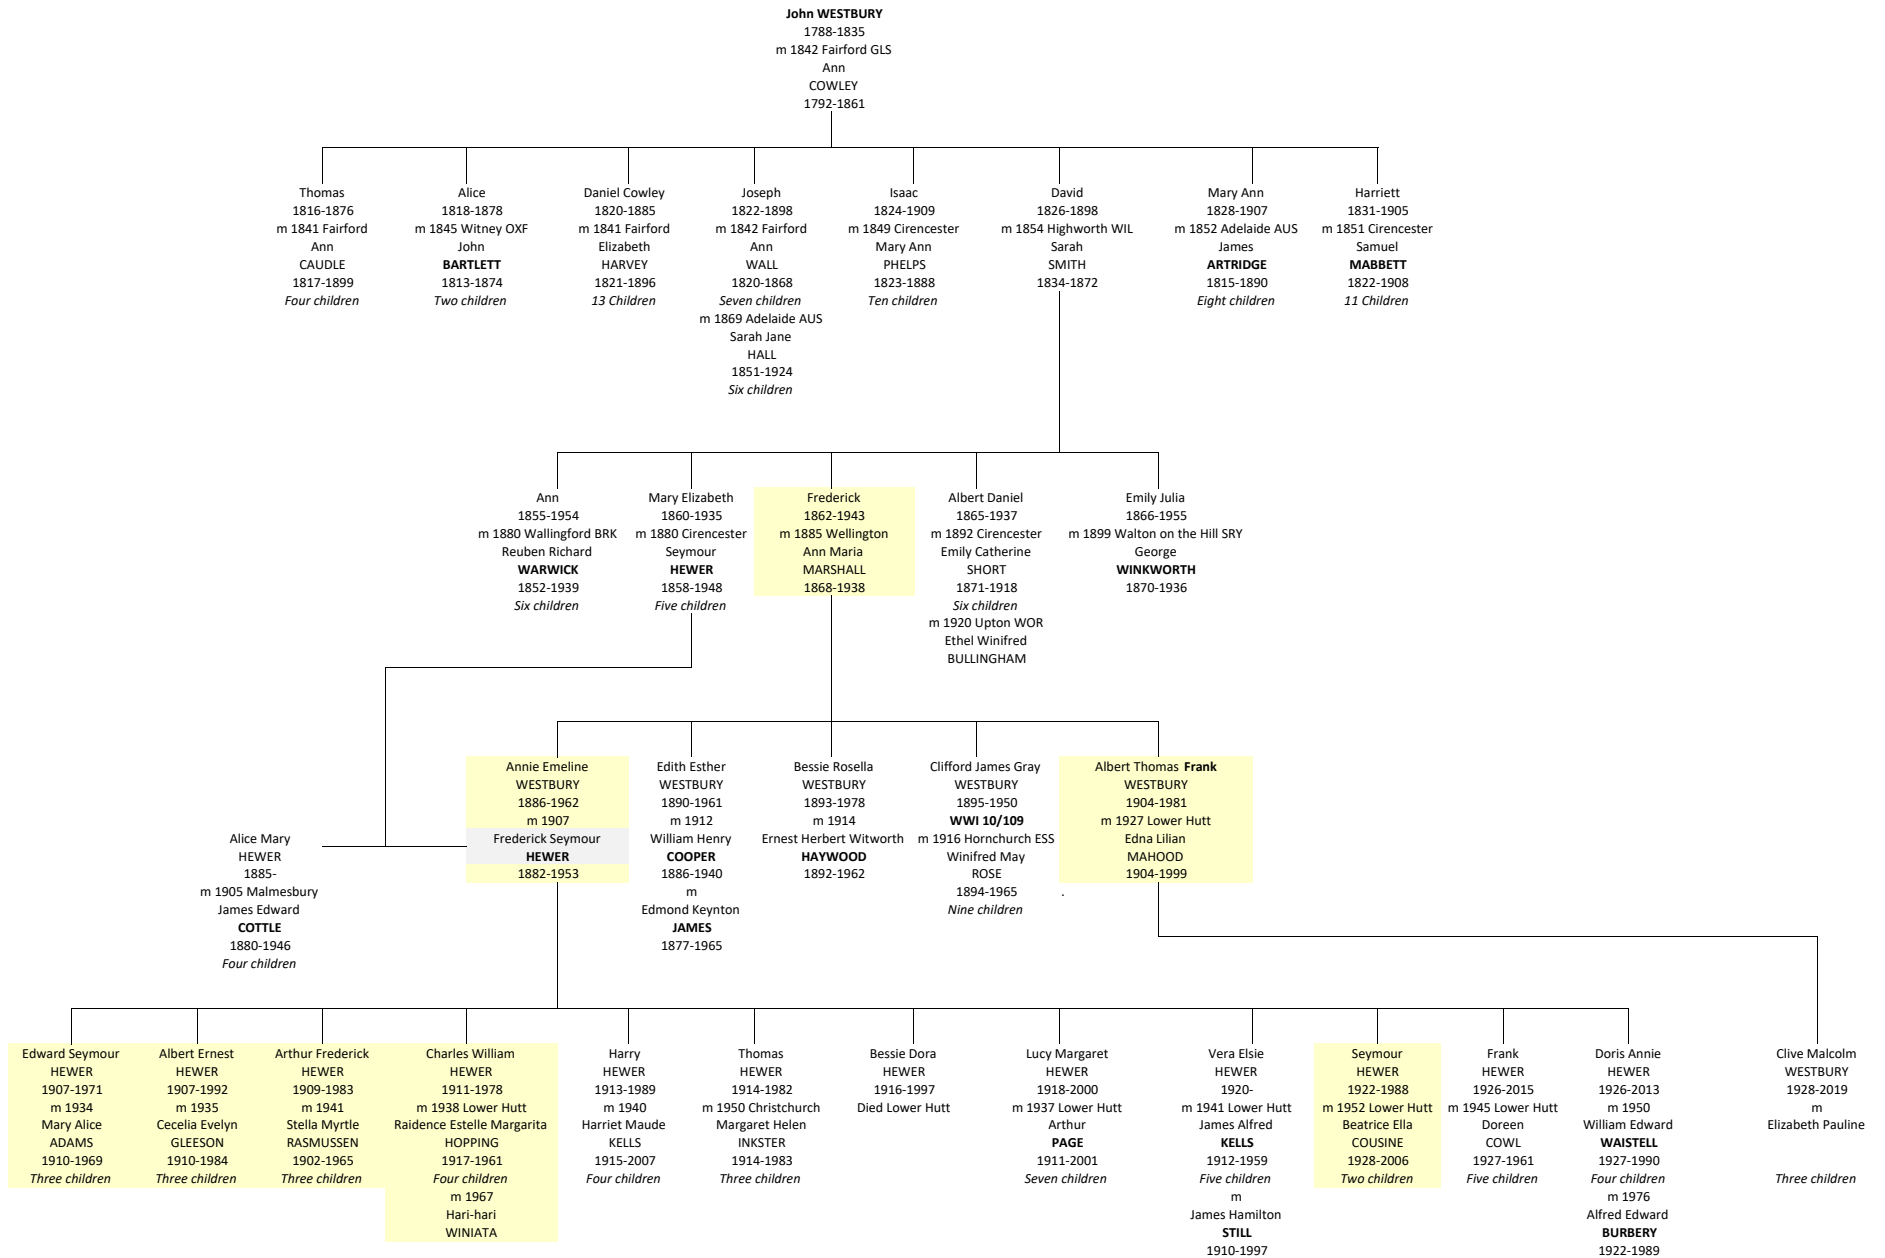 John WESTBURY
1788-1835
m 1842 Fairford GLS
Ann
COWLEY
1792-1861
Thomas
1816-1876
m 1841 Fairford
Ann
CAUDLE
1817-1899
Four children
Alice
1818-1878
m 1845 Witney OXF
John
BARTLETT
1813-1874
Two children
Daniel Cowley
1820-1885
m 1841 Fairford
Elizabeth
HARVEY
1821-1896
13 Children
Joseph
1822-1898
m 1842 Fairford
Ann
WALL
1820-1868
Seven children
m 1869 Adelaide AUS
Sarah Jane
HALL
1851-1924
Six children
Isaac
1824-1909
m 1849 Cirencester
Mary Ann
PHELPS
1823-1888
Ten children
David
1826-1898
m 1854 Highworth WIL
Sarah
SMITH
1834-1872
Mary Ann
1828-1907
m 1852 Adelaide AUS
James
ARTRIDGE
1815-1890
Eight children
Harriett
1831-1905
m 1851 Cirencester
Samuel
MABBETT
1822-1908
11 Children
Ann
1855-1954
m 1880 Wallingford BRK
Reuben Richard
WARWICK
1852-1939
Six children
Mary Elizabeth
1860-1935
m 1880 Cirencester
Seymour
HEWER
1858-1948
Five children
Frederick
1862-1943
m 1885 Wellington
Ann Maria
MARSHALL
1868-1938
Albert Daniel
1865-1937
m 1892 Cirencester
Emily Catherine
SHORT
1871-1918
Six children
m 1920 Upton WOR
Ethel Winifred
BULLINGHAM
Emily Julia
1866-1955
m 1899 Walton on the Hill SRY
George
WINKWORTH
1870-1936
Alice Mary
HEWER
1885-
m 1905 Malmesbury
James Edward
COTTLE
1880-1946
Four children
Annie Emeline
WESTBURY
1886-1962
m 1907
Frederick Seymour
HEWER
1882-1953
Edith Esther
WESTBURY
1890-1961
m 1912
William Henry
COOPER
1886-1940
m
Edmond Keynton
JAMES
1877-1965
Bessie Rosella
WESTBURY
1893-1978
m 1914
Ernest Herbert Witworth
HAYWOOD
1892-1962
Clifford James Gray
WESTBURY
1895-1950
WWI 10/109
m 1916 Hornchurch ESS
Winifred May
ROSE
1894-1965
Nine children
.
Albert Thomas Frank
WESTBURY
1904-1981
m 1927 Lower Hutt
Edna Lilian
MAHOOD
1904-1999
Edward Seymour
HEWER
1907-1971
m 1934
Mary Alice
ADAMS
1910-1969
Three children
Albert Ernest
HEWER
1907-1992
m 1935
Cecelia Evelyn
GLEESON
1910-1984
Three children
Arthur Frederick
HEWER
1909-1983
m 1941
Stella Myrtle
RASMUSSEN
1902-1965
Three children
Charles William
HEWER
1911-1978
m 1938 Lower Hutt
Raidence Estelle Margarita
HOPPING
1917-1961
Four children
m 1967
Hari-hari
WINIATA
Harry
HEWER
1913-1989
m 1940
Harriet Maude
KELLS
1915-2007
Four children
Thomas
HEWER
1914-1982
m 1950 Christchurch
Margaret Helen
INKSTER
1914-1983
Three children
Bessie Dora
HEWER
1916-1997
Died Lower Hutt
Lucy Margaret
HEWER
1918-2000
m 1937 Lower Hutt
Arthur
PAGE
1911-2001
Seven children
Vera Elsie
HEWER
1920-
m 1941 Lower Hutt
James Alfred
KELLS
1912-1959
Five children
m
James Hamilton
STILL
1910-1997
Seymour
HEWER
1922-1988
m 1952 Lower Hutt
Beatrice Ella
COUSINE
1928-2006
Two children
Frank
HEWER
1926-2015
m 1945 Lower Hutt
Doreen
COWL
1927-1961
Five children
Doris Annie
HEWER
1926-2013
m 1950
William Edward
WAISTELL
1927-1990
Four children
m 1976
Alfred Edward
BURBERY
1922-1989
Clive Malcolm
WESTBURY
1928-2019
m
Elizabeth Pauline
Three children